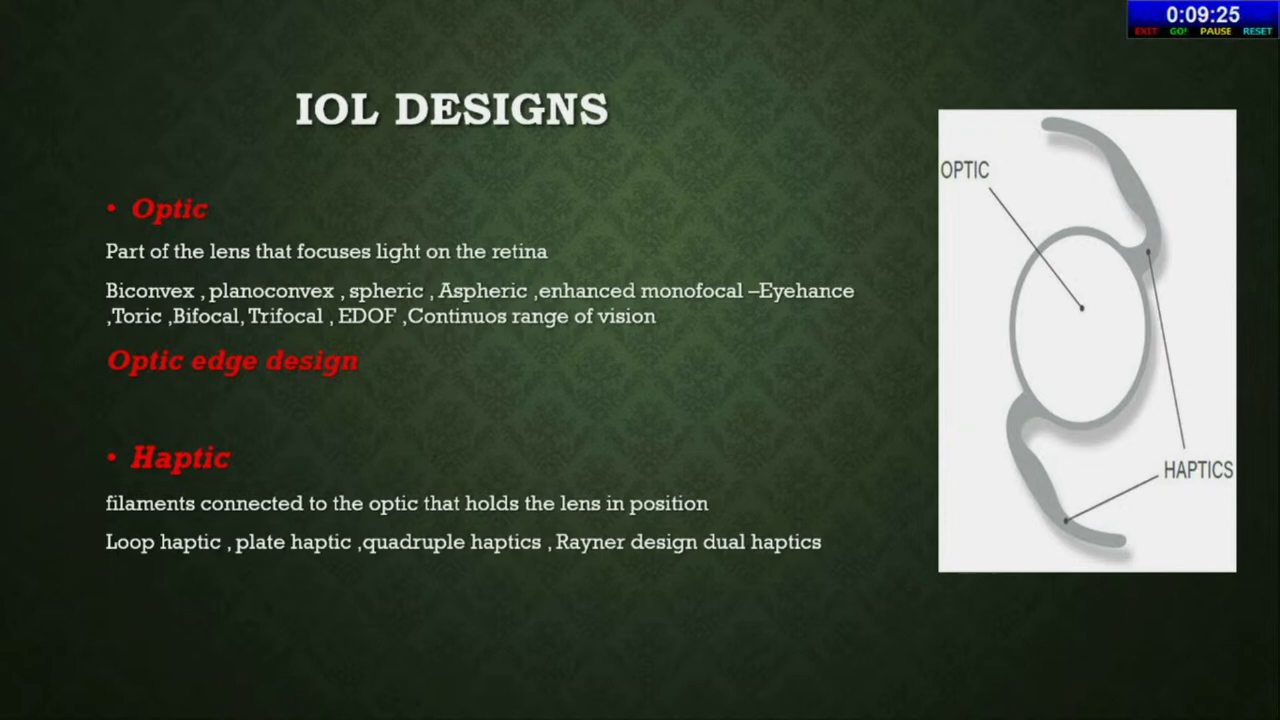 0:09:25
EXIT GO! PAUSE RESET
IOL DESIGNS
• Optic
Part of the lens that focuses light on the retina
Biconvex , planoconvex , spheric , Aspheric ,enhanced monofocal –Eyehance
,Toric ,Bifocal, Trifocal , EDOF ,Continuos range of vision
Optic edge design
• Haptic
filaments connected to the optic that holds the lens in position
Loop haptic , plate haptic ,quadruple haptics , Rayner design dual haptics
OPTIC
HAPTICS